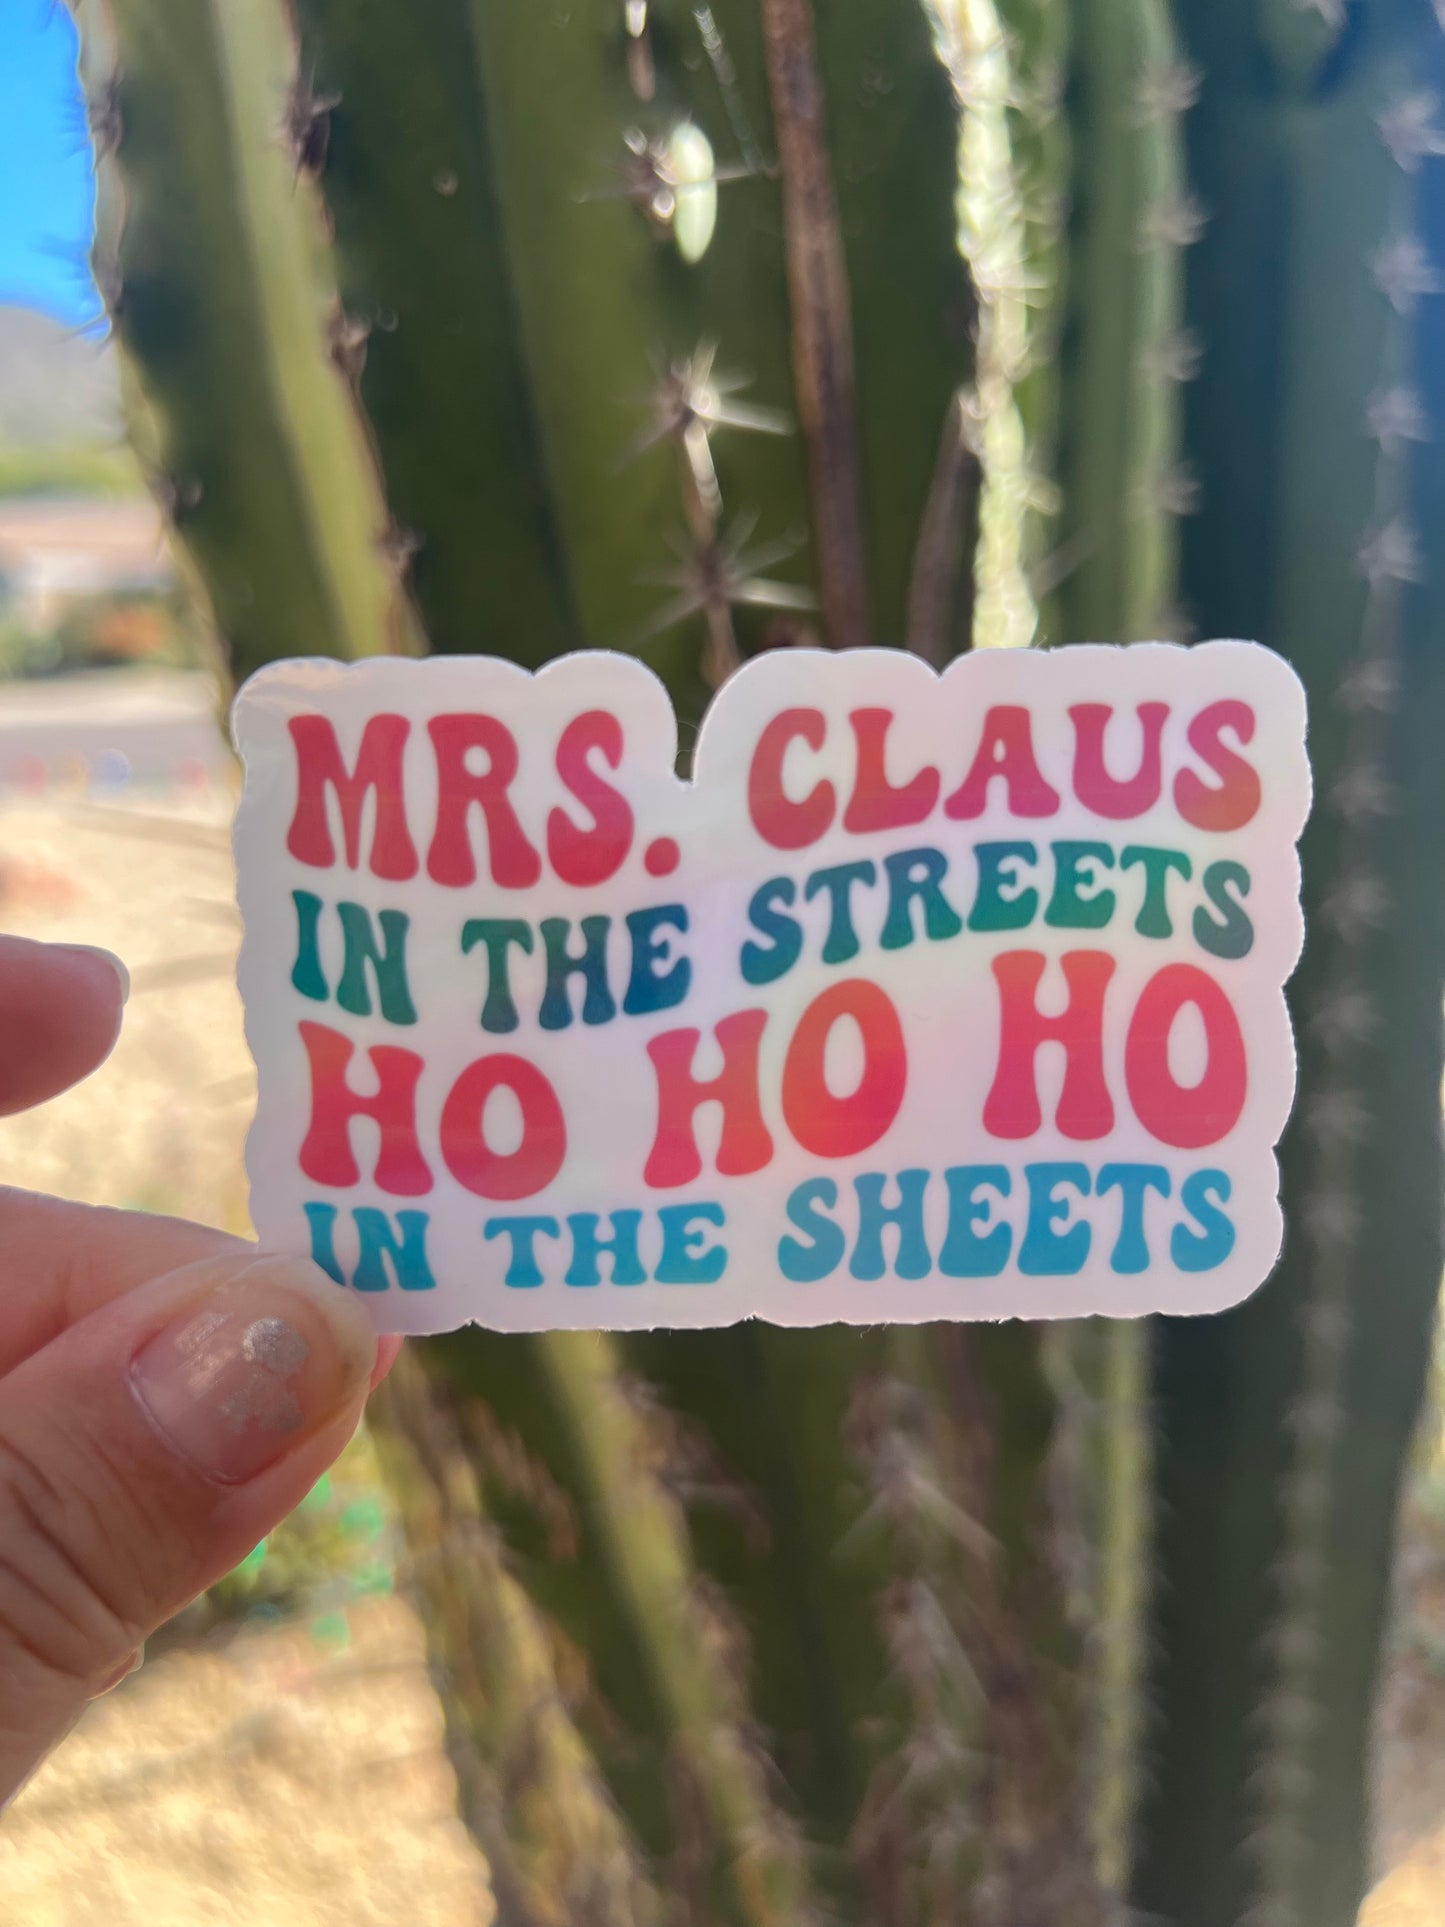 MRS. CLAUS
IN THE STREETS
HO HO HO
IN THE SHEETS